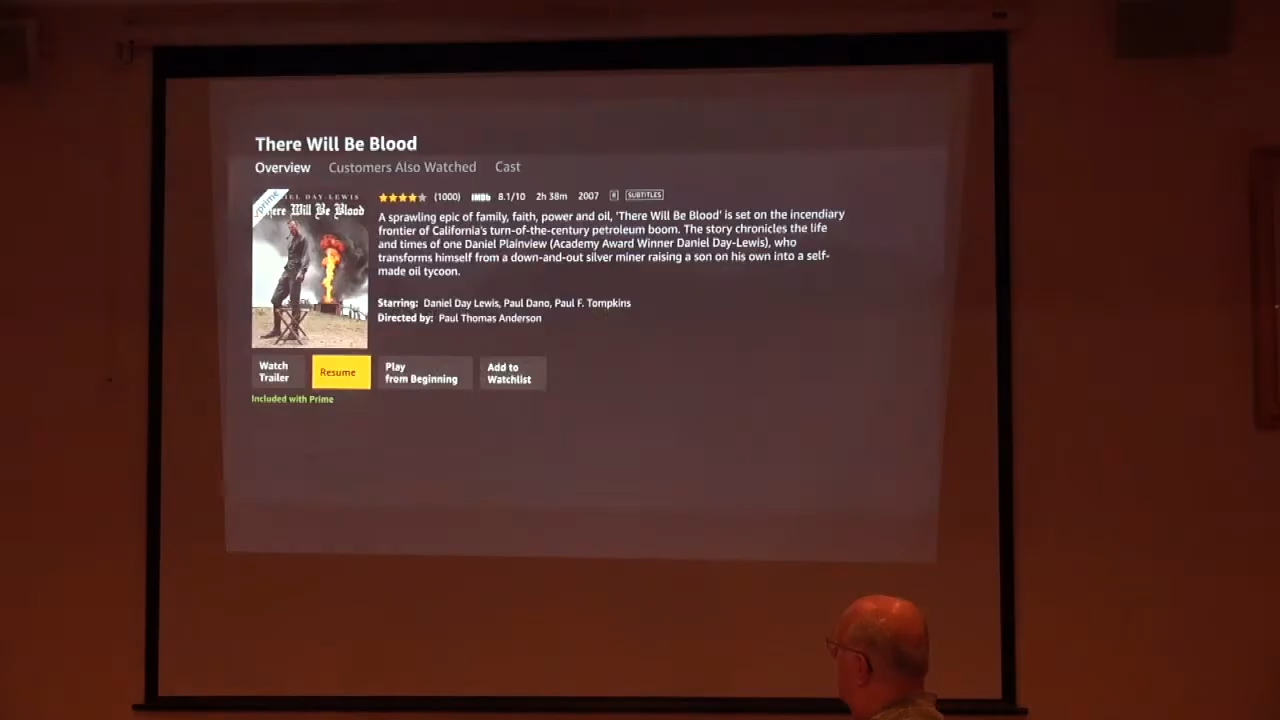 There Will Be Blood
Overview Customers Also Watched Cast
prime
DAY-LEWIS
There Will Be Blood
(1000) IMDb 8.1/10 2h 38m 2007 R SUBTITLES
A sprawling epic of family, faith, power and oil, 'There Will Be Blood' is set on the incendiary
frontier of California's turn-of-the-century petroleum boom. The story chronicles the life
and times of one Daniel Plainview (Academy Award Winner Daniel Day-Lewis), who
transforms himself from a down-and-out silver miner raising a son on his own into a self-
made oil tycoon.
Starring: Daniel Day Lewis, Paul Dano, Paul F. Tompkins
Directed by: Paul Thomas Anderson
Watch
Trailer
Resume
Play
from Beginning
Add to
Watchlist
Included with Prime